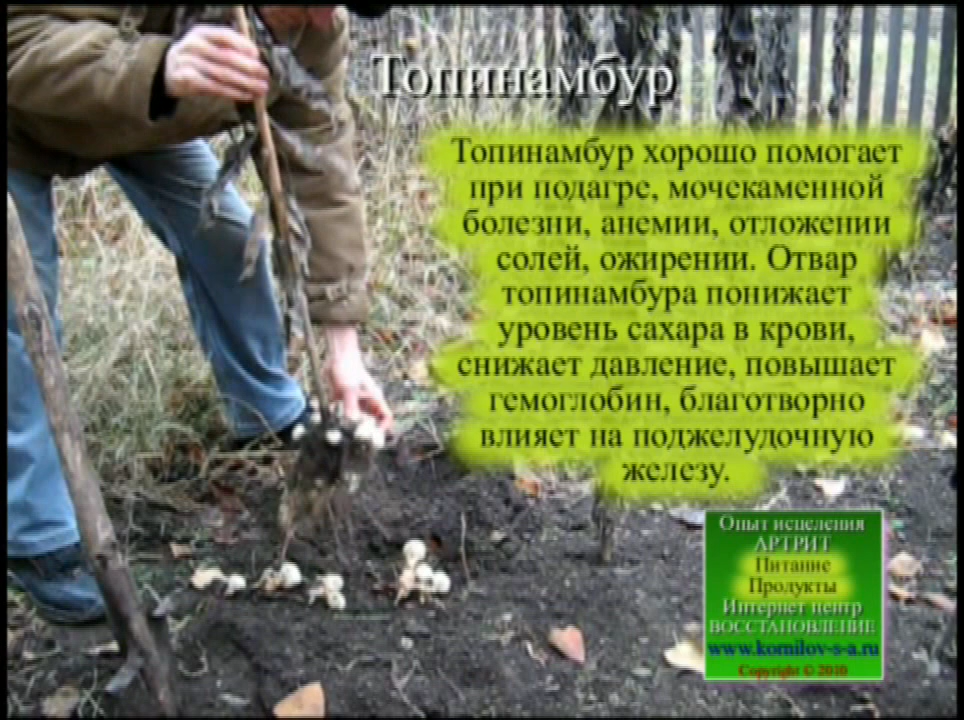 Топинамбур
Топинамбур хорошо помогает
при подагре, мочекаменной
болезни, анемии, отложении
солей, ожирении. Отвар
топинамбура понижает
уровень сахара в крови,
снижает давление, повышает
гемоглобин, благотворно
влияет на поджелудочную
железу.
Опыт исцеления
АРТРИТ
Питание
Продукты
Интернет центр
ВОССТАНОВЛЕНИЕ
www.kornilov-s-a.ru
Copyright © 2010